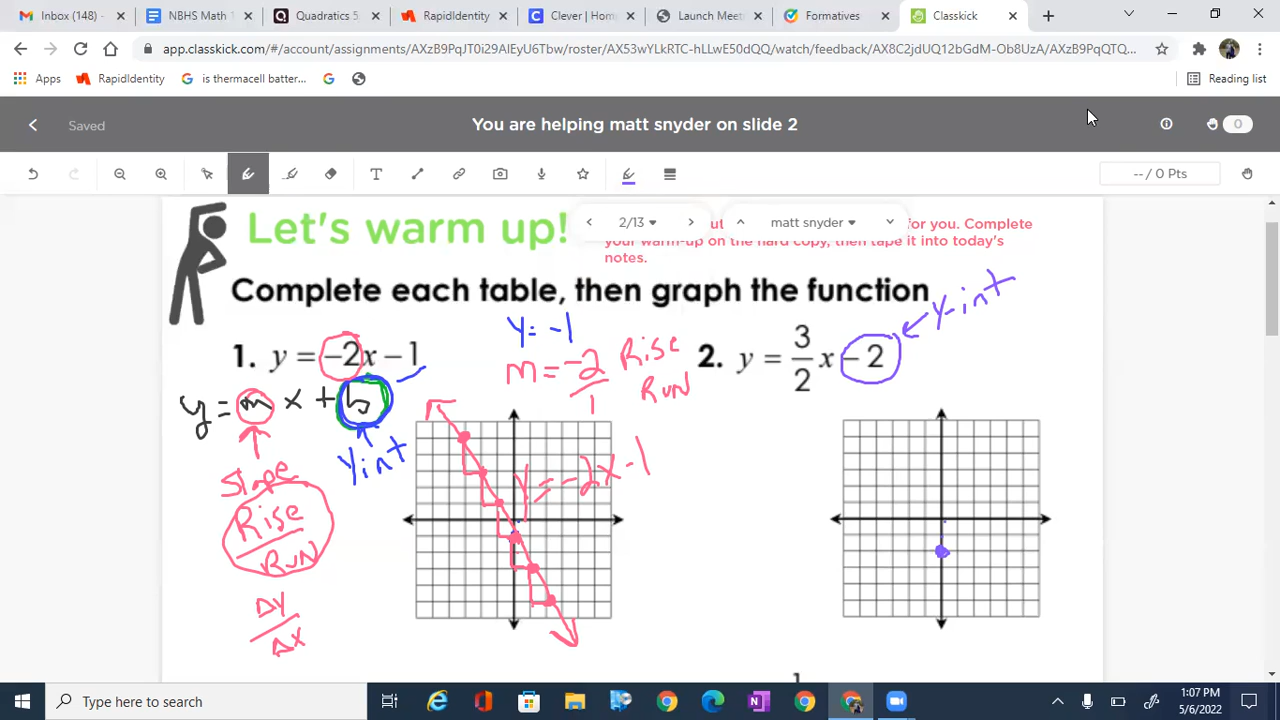 Inbox (148) -
NBHS Math
Quadratics
RapidIdentity
Clever | Hom
Launch Meet
Formatives
Classkick
app.classkick.com/#/account/assignments/AXzB9PqJT0i29AlEyU6Tbw/roster/AX53wYLkRTC-hLLwE50dQQ/watch/feedback/AX8C2jdUQ12bGdM-Ob8UzA/AXzB9PqQTQ...
Apps
RapidIdentity
is thermacell batter...
Reading list
Saved
You are helping matt snyder on slide 2
0
-- / 0 Pts
2/13
matt snyder
Let's warm up!
for you. Complete
your warm-up on the hard copy, then tape it into today's
notes.
Complete each table, then graph the function
y-int
y = -1
1. y = -2x - 1
m = -2/1 Rise
Run
2. y = 3/2 x - 2
y = m x + b
y int
Slope
Rise
Run
Δy
Δx
y = -2x -1
1
Type here to search
1:07 PM
5/6/2022